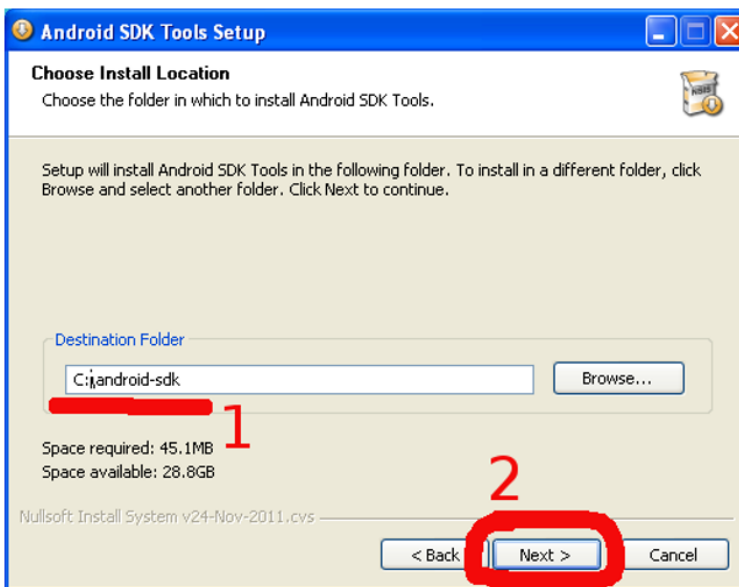 Android SDK Tools Setup
Choose Install Location
Choose the folder in which to install Android SDK Tools.
NSIS
Setup will install Android SDK Tools in the following folder. To install in a different folder, click
Browse and select another folder. Click Next to continue.
Destination Folder
C:\android-sdk
Browse...
1
Space required: 45.1MB
Space available: 28.8GB
2
Nullsoft Install System v24-Nov-2011.cvs
< Back
Next >
Cancel